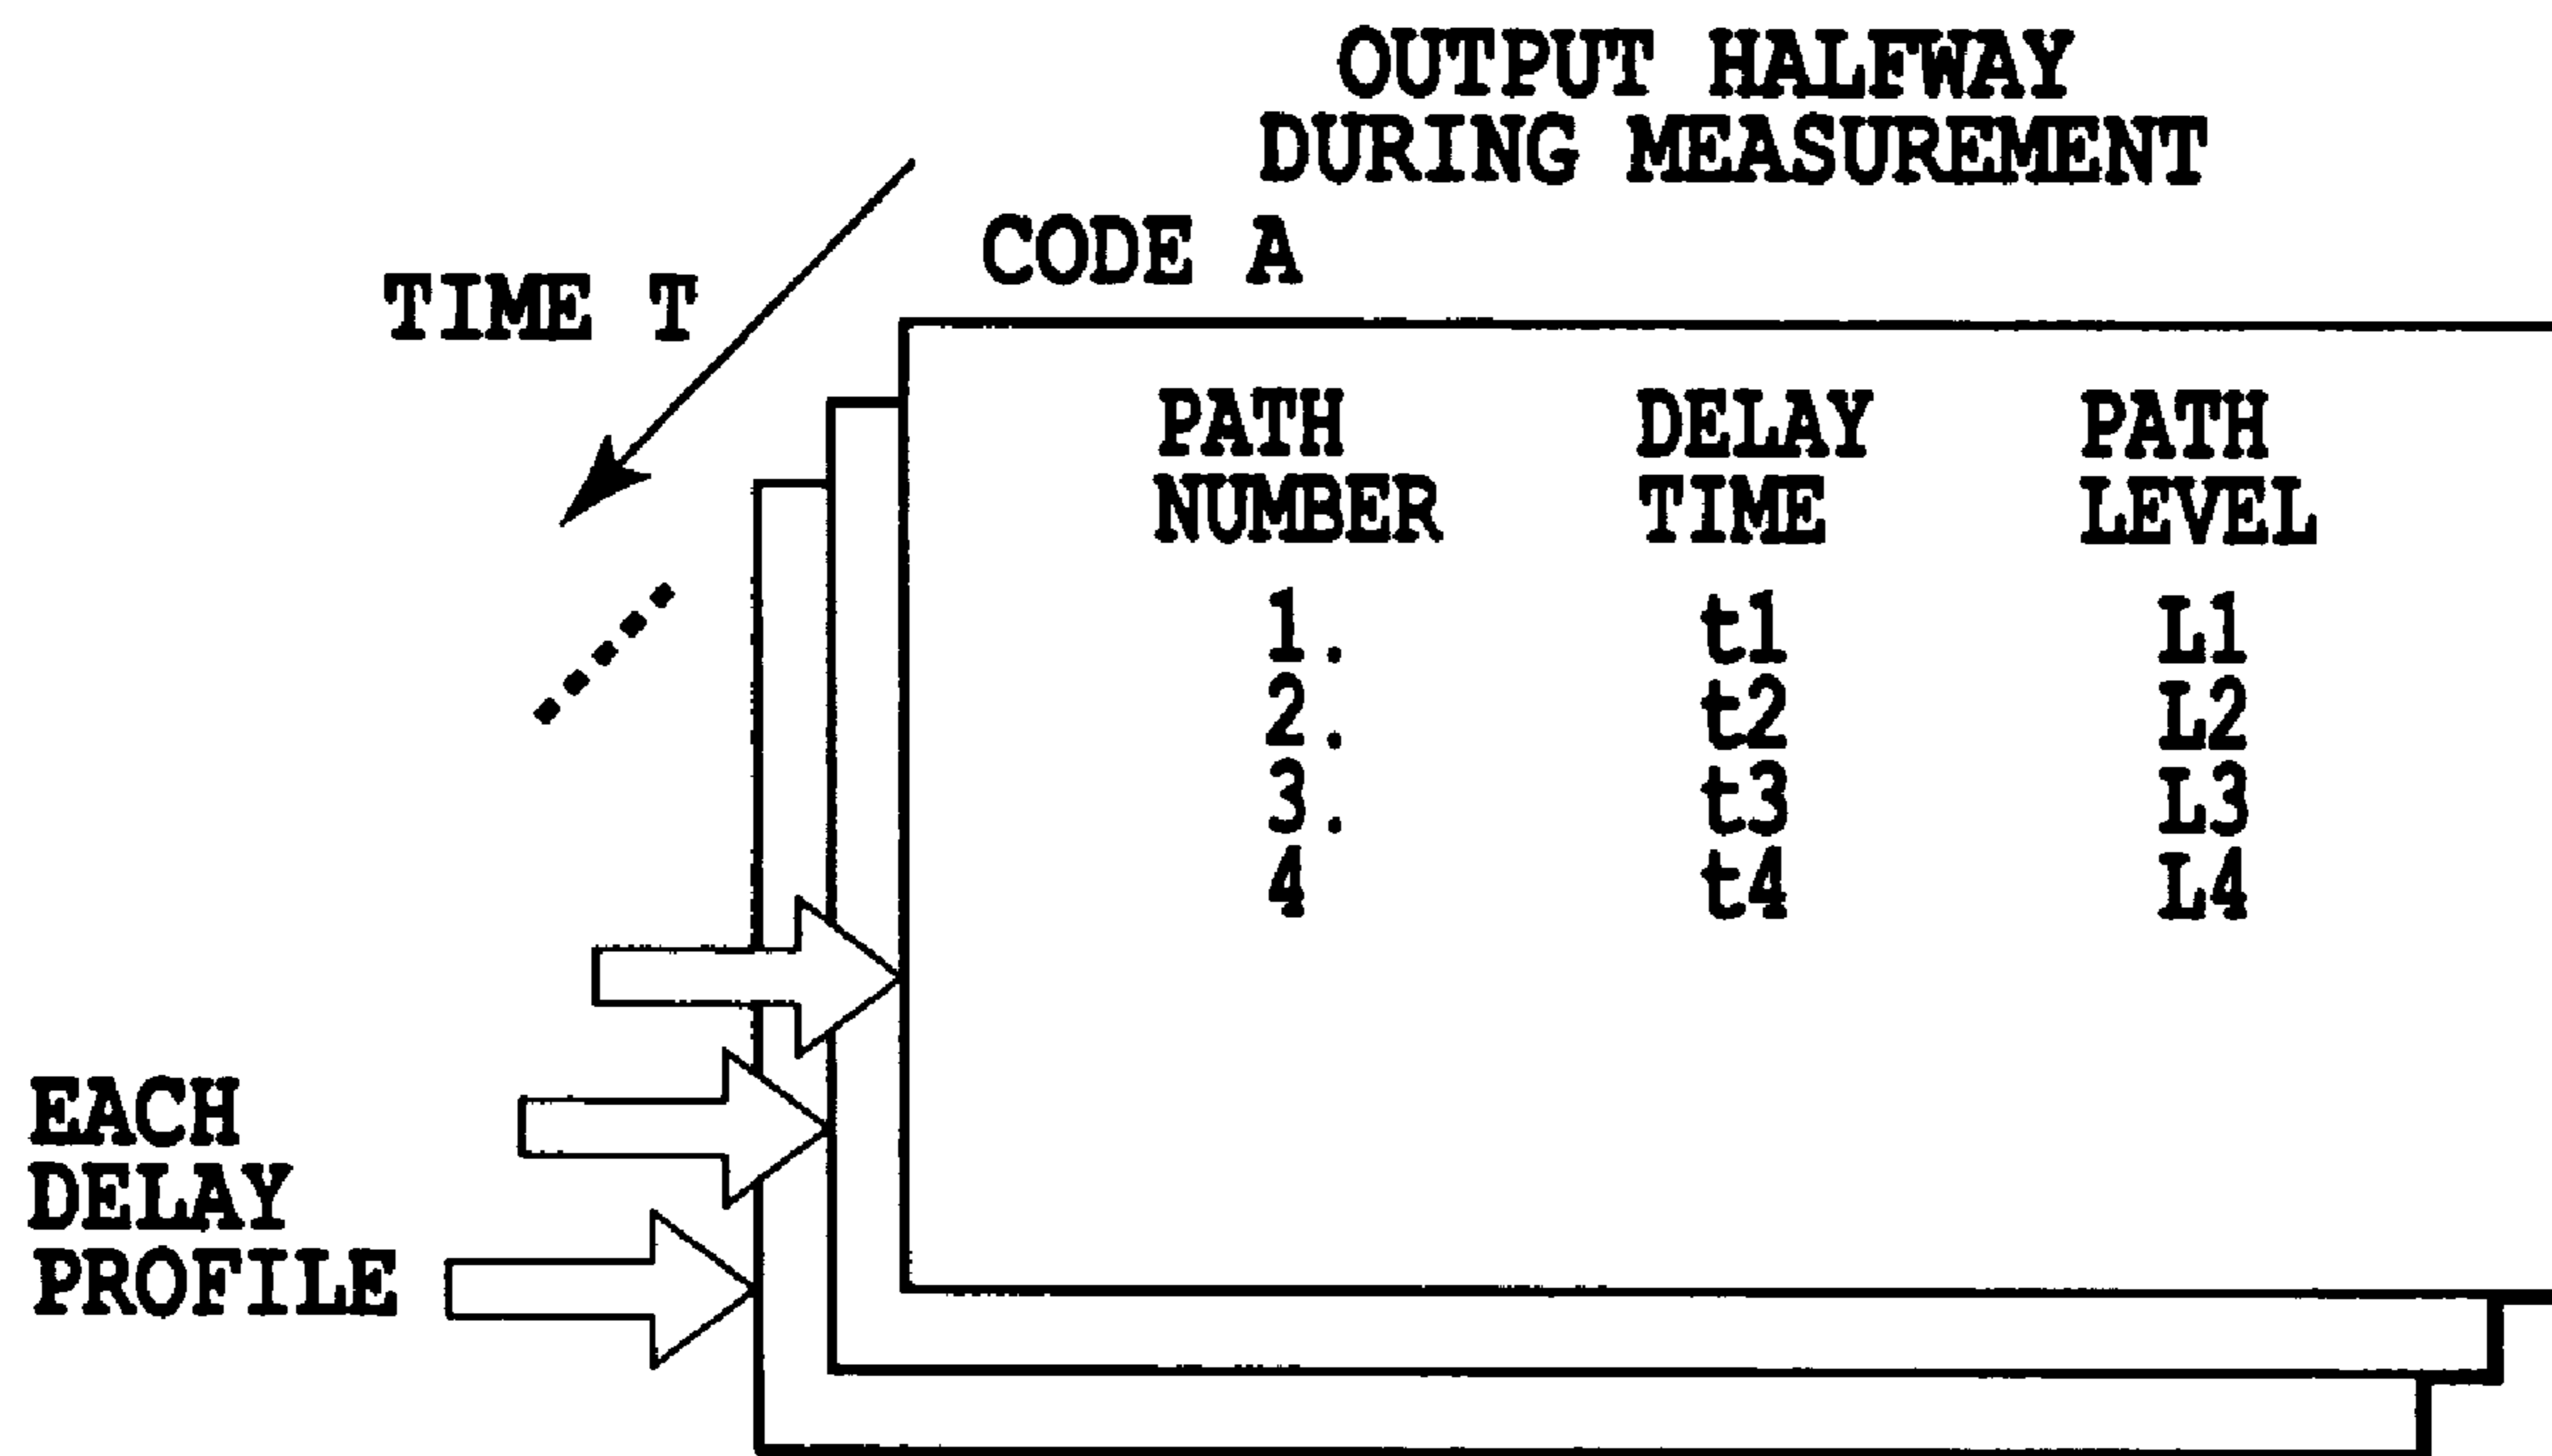 OUTPUT HALFWAY
DURING MEASUREMENT
CODE A
TIME T
PATH NUMBER DELAY TIME PATH LEVEL
1. t1 L1
2. t2 L2
3. t3 L3
4 t4 L4
EACH
DELAY
PROFILE